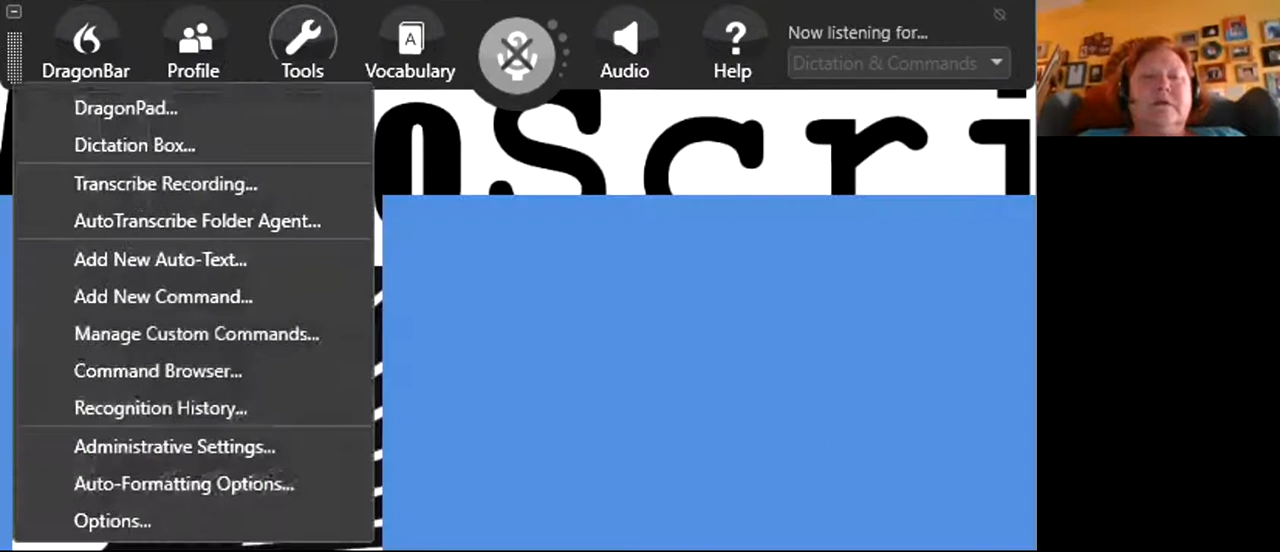 DragonBar Profile Tools Vocabulary Audio Help
Now listening for...
Dictation & Commands
DragonPad...
Dictation Box...
Transcribe Recording...
AutoTranscribe Folder Agent...
Add New Auto-Text...
Add New Command...
Manage Custom Commands...
Command Browser...
Recognition History...
Administrative Settings...
Auto-Formatting Options...
Options...
oScri